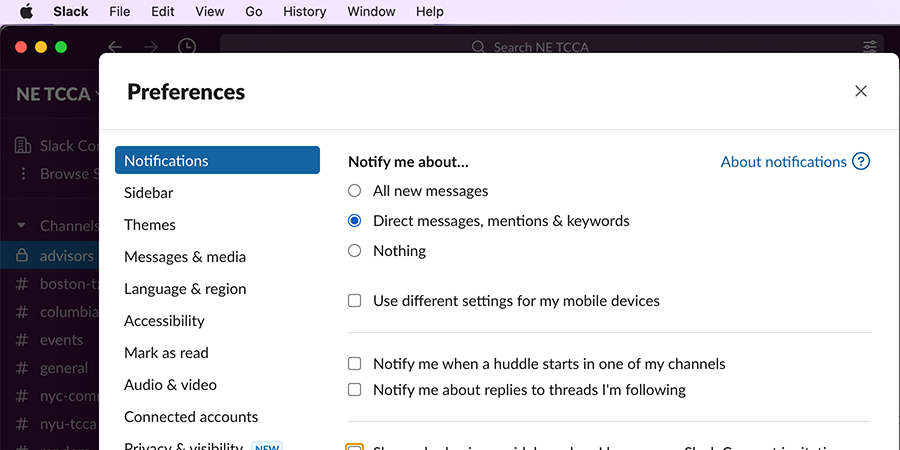 Slack File Edit View Go History Window Help
Search NE TCCA
NE TCCA
Preferences
Slack
Browse
Channels
advisors
# boston-
# columbia
# events
# general
# nyc-
# nyu-tcca
Notifications
Sidebar
Themes
Messages & media
Language & region
Accessibility
Mark as read
Audio & video
Connected accounts
Privacy & visibility NEW
Notify me about...
About notifications ?
All new messages
Direct messages, mentions & keywords
Nothing
Use different settings for my mobile devices
Notify me when a huddle starts in one of my channels
Notify me about replies to threads I'm following